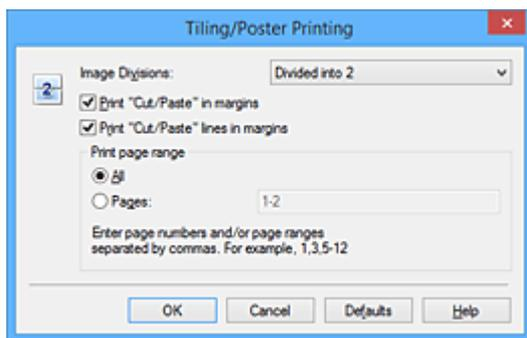 Tiling/Poster Printing
Image Divisions: Divided into 2
2
Print "Cut/Paste" in margins
Print "Cut/Paste" lines in margins
Print page range
All
Pages: 1-2
Enter page numbers and/or page ranges
separated by commas. For example, 1,3,5-12
OK Cancel Defaults Help